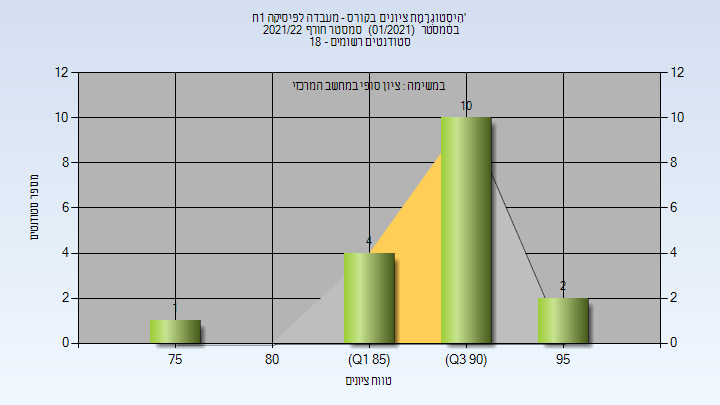 היסטוגרמת ציונים בקורס - מעבדה לפיסיקה 1ח'
בסמסטר (01/2021) סמסטר חורף 2021/22
סטודנטים רשומים - 18
במשימה : ציון סופי במחשב המרכזי
12 12
10 10
8 8
6 6
4 4
2 2
0 0
1 4 10 2
מספר סטודנטים
75 80 (Q1 85) (Q3 90) 95
טווח ציונים